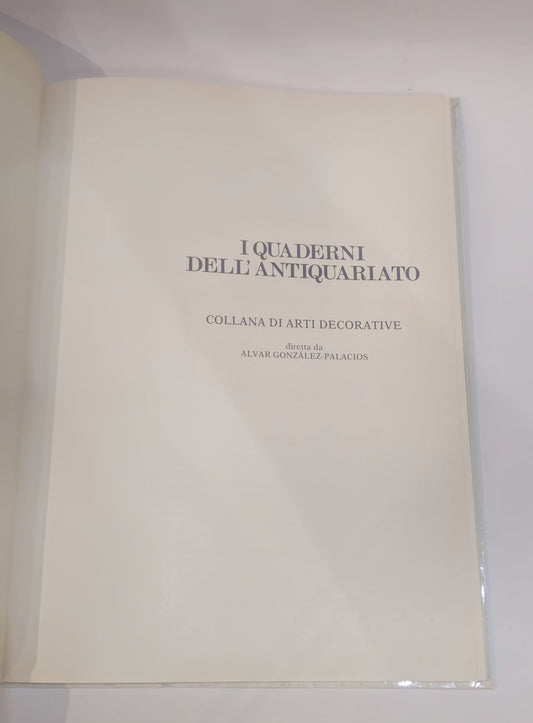 I QUADERNI
DELL'ANTIQUARIATO
COLLANA DI ARTI DECORATIVE
diretta da
ALVAR GONZÁLEZ-PALACIOS